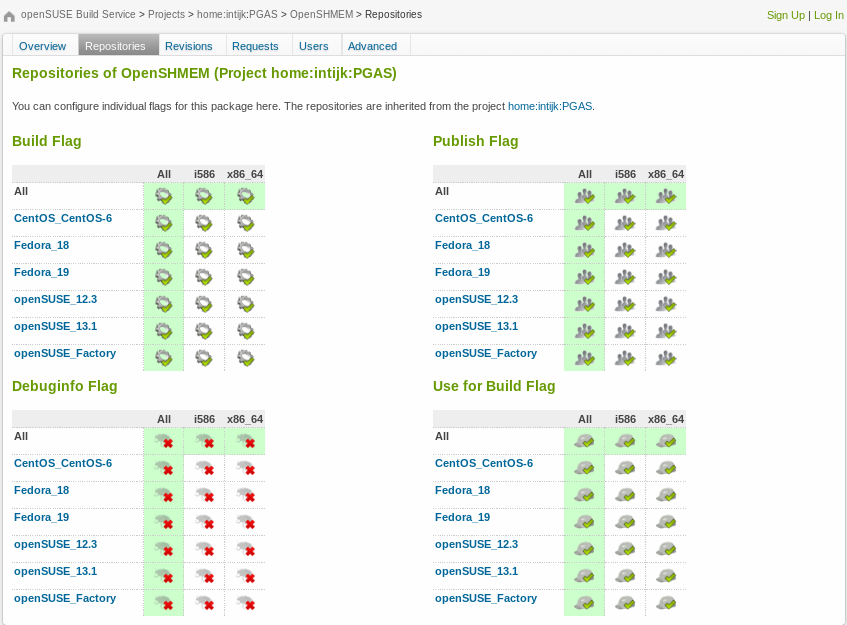 openSUSE Build Service > Projects > home:intijk:PGAS > OpenSHMEM > Repositories
Sign Up | Log In
Overview Repositories Revisions Requests Users Advanced
Repositories of OpenSHMEM (Project home:intijk:PGAS)
You can configure individual flags for this package here. The repositories are inherited from the project home:intijk:PGAS.
Build Flag
All i586 x86_64
All
CentOS_CentOS-6
Fedora_18
Fedora_19
openSUSE_12.3
openSUSE_13.1
openSUSE_Factory
Publish Flag
All i586 x86_64
All
CentOS_CentOS-6
Fedora_18
Fedora_19
openSUSE_12.3
openSUSE_13.1
openSUSE_Factory
Debuginfo Flag
All i586 x86_64
All
CentOS_CentOS-6
Fedora_18
Fedora_19
openSUSE_12.3
openSUSE_13.1
openSUSE_Factory
Use for Build Flag
All i586 x86_64
All
CentOS_CentOS-6
Fedora_18
Fedora_19
openSUSE_12.3
openSUSE_13.1
openSUSE_Factory